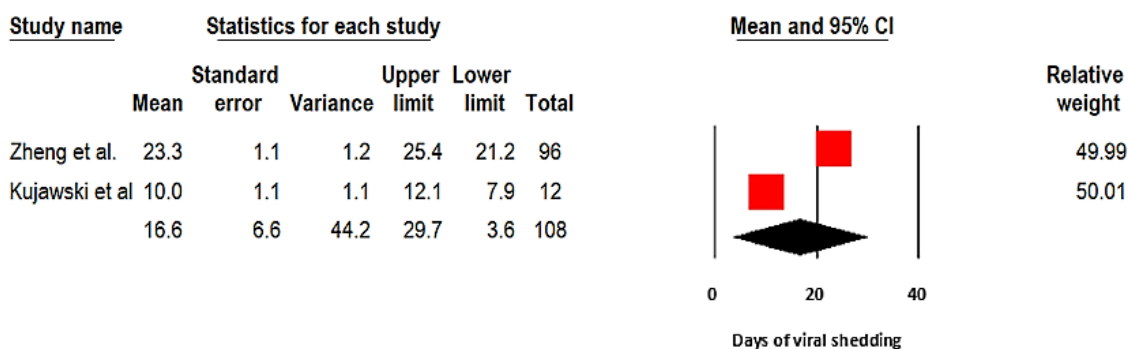 Study name Statistics for each study Mean and 95% CI
Standard Upper Lower Relative
Mean error Variance limit limit Total weight
Zheng et al. 23.3 1.1 1.2 25.4 21.2 96 49.99
Kujawski et al 10.0 1.1 1.1 12.1 7.9 12 50.01
16.6 6.6 44.2 29.7 3.6 108
0 20 40
Days of viral shedding